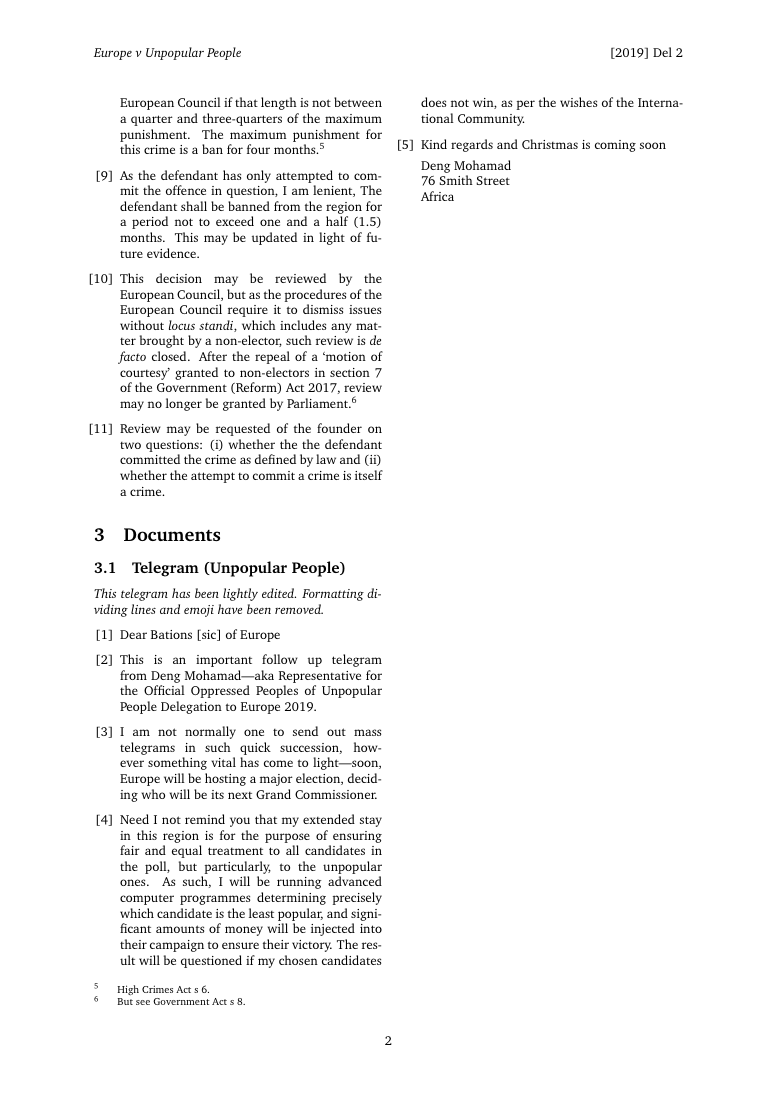 Europe v Unpopular People [2019] Del 2
European Council if that length is not between
a quarter and three-quarters of the maximum
punishment. The maximum punishment for
this crime is a ban for four months.5
[9] As the defendant has only attempted to com-
mit the offence in question, I am lenient, The
defendant shall be banned from the region for
a period not to exceed one and a half (1.5)
months. This may be updated in light of fu-
ture evidence.
[10] This decision may be reviewed by the
European Council, but as the procedures of the
European Council require it to dismiss issues
without locus standi, which includes any mat-
ter brought by a non-elector, such review is de
facto closed. After the repeal of a ‘motion of
courtesy’ granted to non-electors in section 7
of the Government (Reform) Act 2017, review
may no longer be granted by Parliament.6
[11] Review may be requested of the founder on
two questions: (i) whether the the defendant
committed the crime as defined by law and (ii)
whether the attempt to commit a crime is itself
a crime.
3 Documents
3.1 Telegram (Unpopular People)
This telegram has been lightly edited. Formatting di-
viding lines and emoji have been removed.
[1] Dear Bations [sic] of Europe
[2] This is an important follow up telegram
from Deng Mohamad—aka Representative for
the Official Oppressed Peoples of Unpopular
People Delegation to Europe 2019.
[3] I am not normally one to send out mass
telegrams in such quick succession, how-
ever something vital has come to light—soon,
Europe will be hosting a major election, decid-
ing who will be its next Grand Commissioner.
[4] Need I not remind you that my extended stay
in this region is for the purpose of ensuring
fair and equal treatment to all candidates in
the poll, but particularly, to the unpopular
ones. As such, I will be running advanced
computer programmes determining precisely
which candidate is the least popular, and signi-
ficant amounts of money will be injected into
their campaign to ensure their victory. The res-
ult will be questioned if my chosen candidates
5 High Crimes Act s 6.
6 But see Government Act s 8.
does not win, as per the wishes of the Interna-
tional Community.
[5] Kind regards and Christmas is coming soon
Deng Mohamad
76 Smith Street
Africa
2